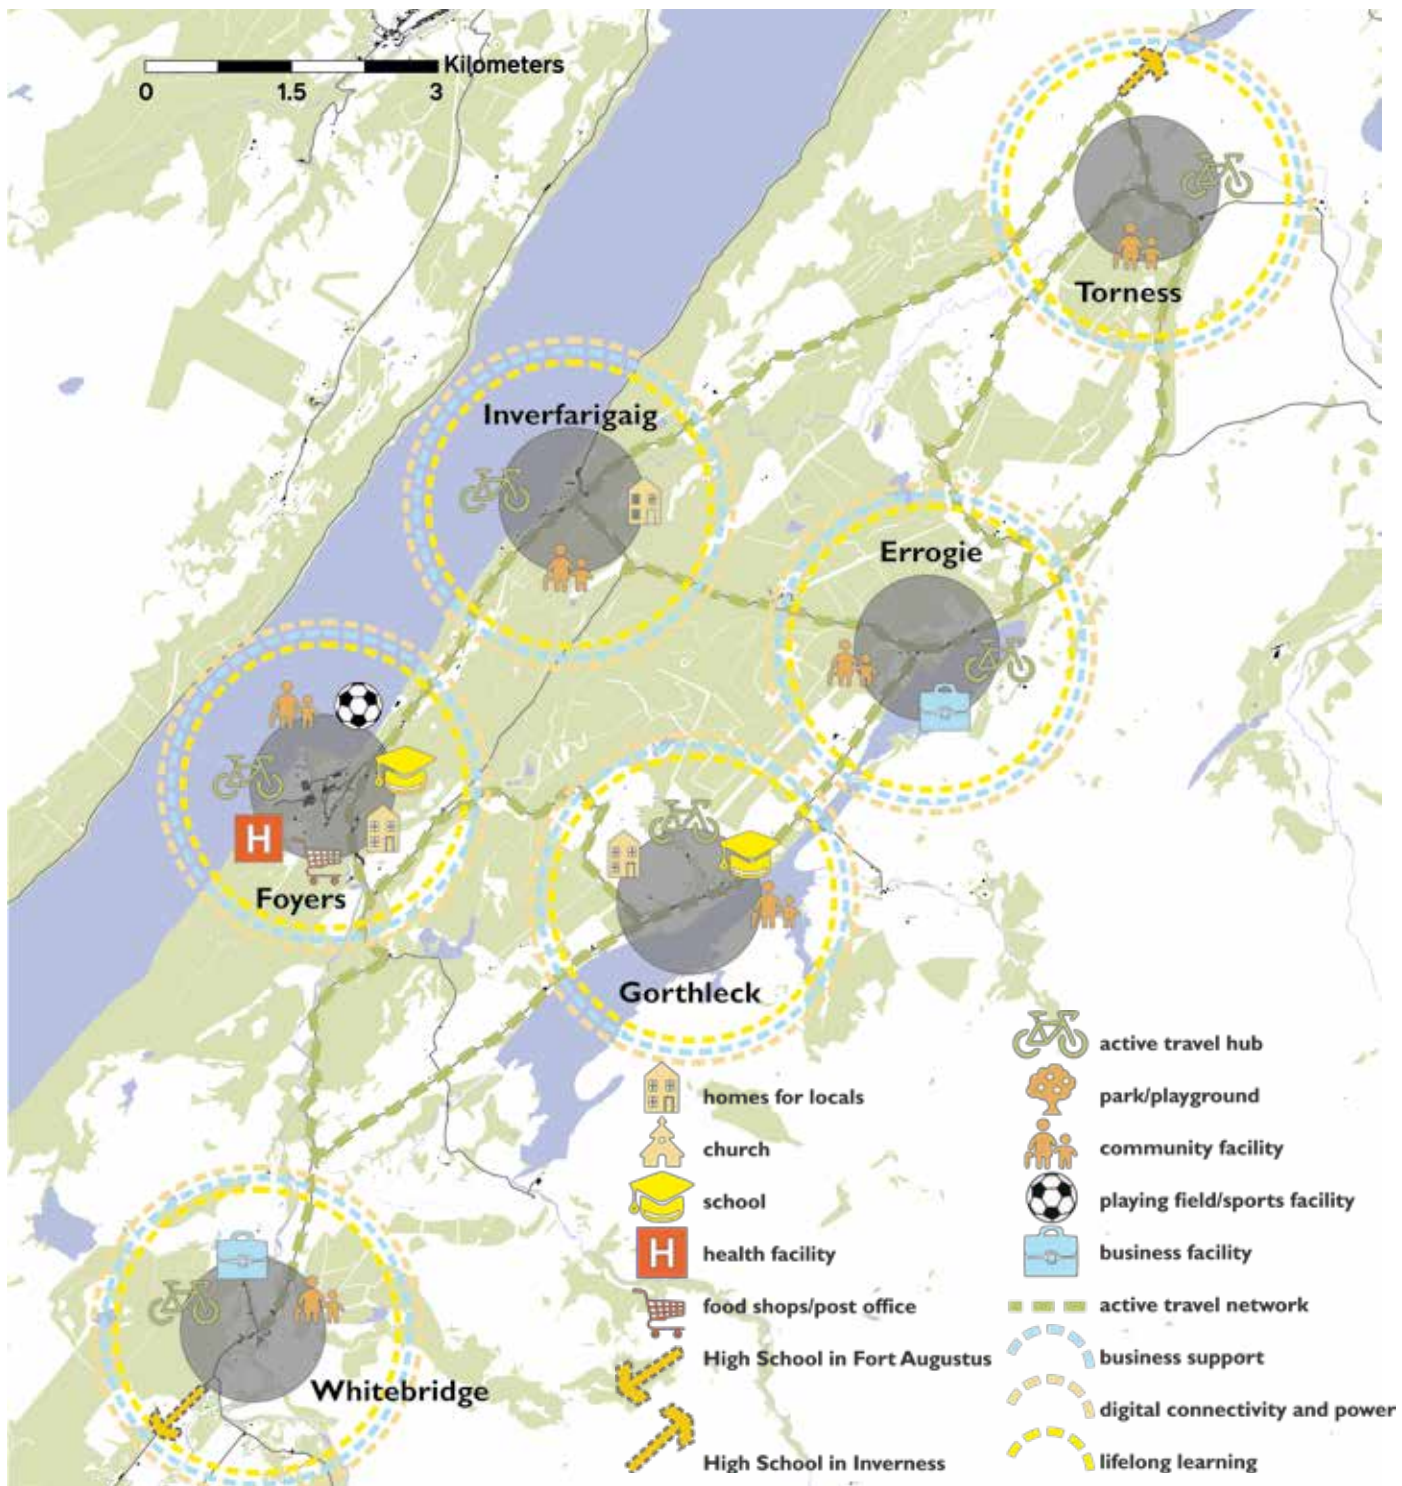 Kilometers
0 1.5 3
Torness
Inverfarigaig
Errogie
H
Foyers
Gorthleck
Whitebridge
homes for locals
church
school
H health facility
food shops/post office
High School in Fort Augustus
High School in Inverness
active travel hub
park/playground
community facility
playing field/sports facility
business facility
active travel network
business support
digital connectivity and power
lifelong learning